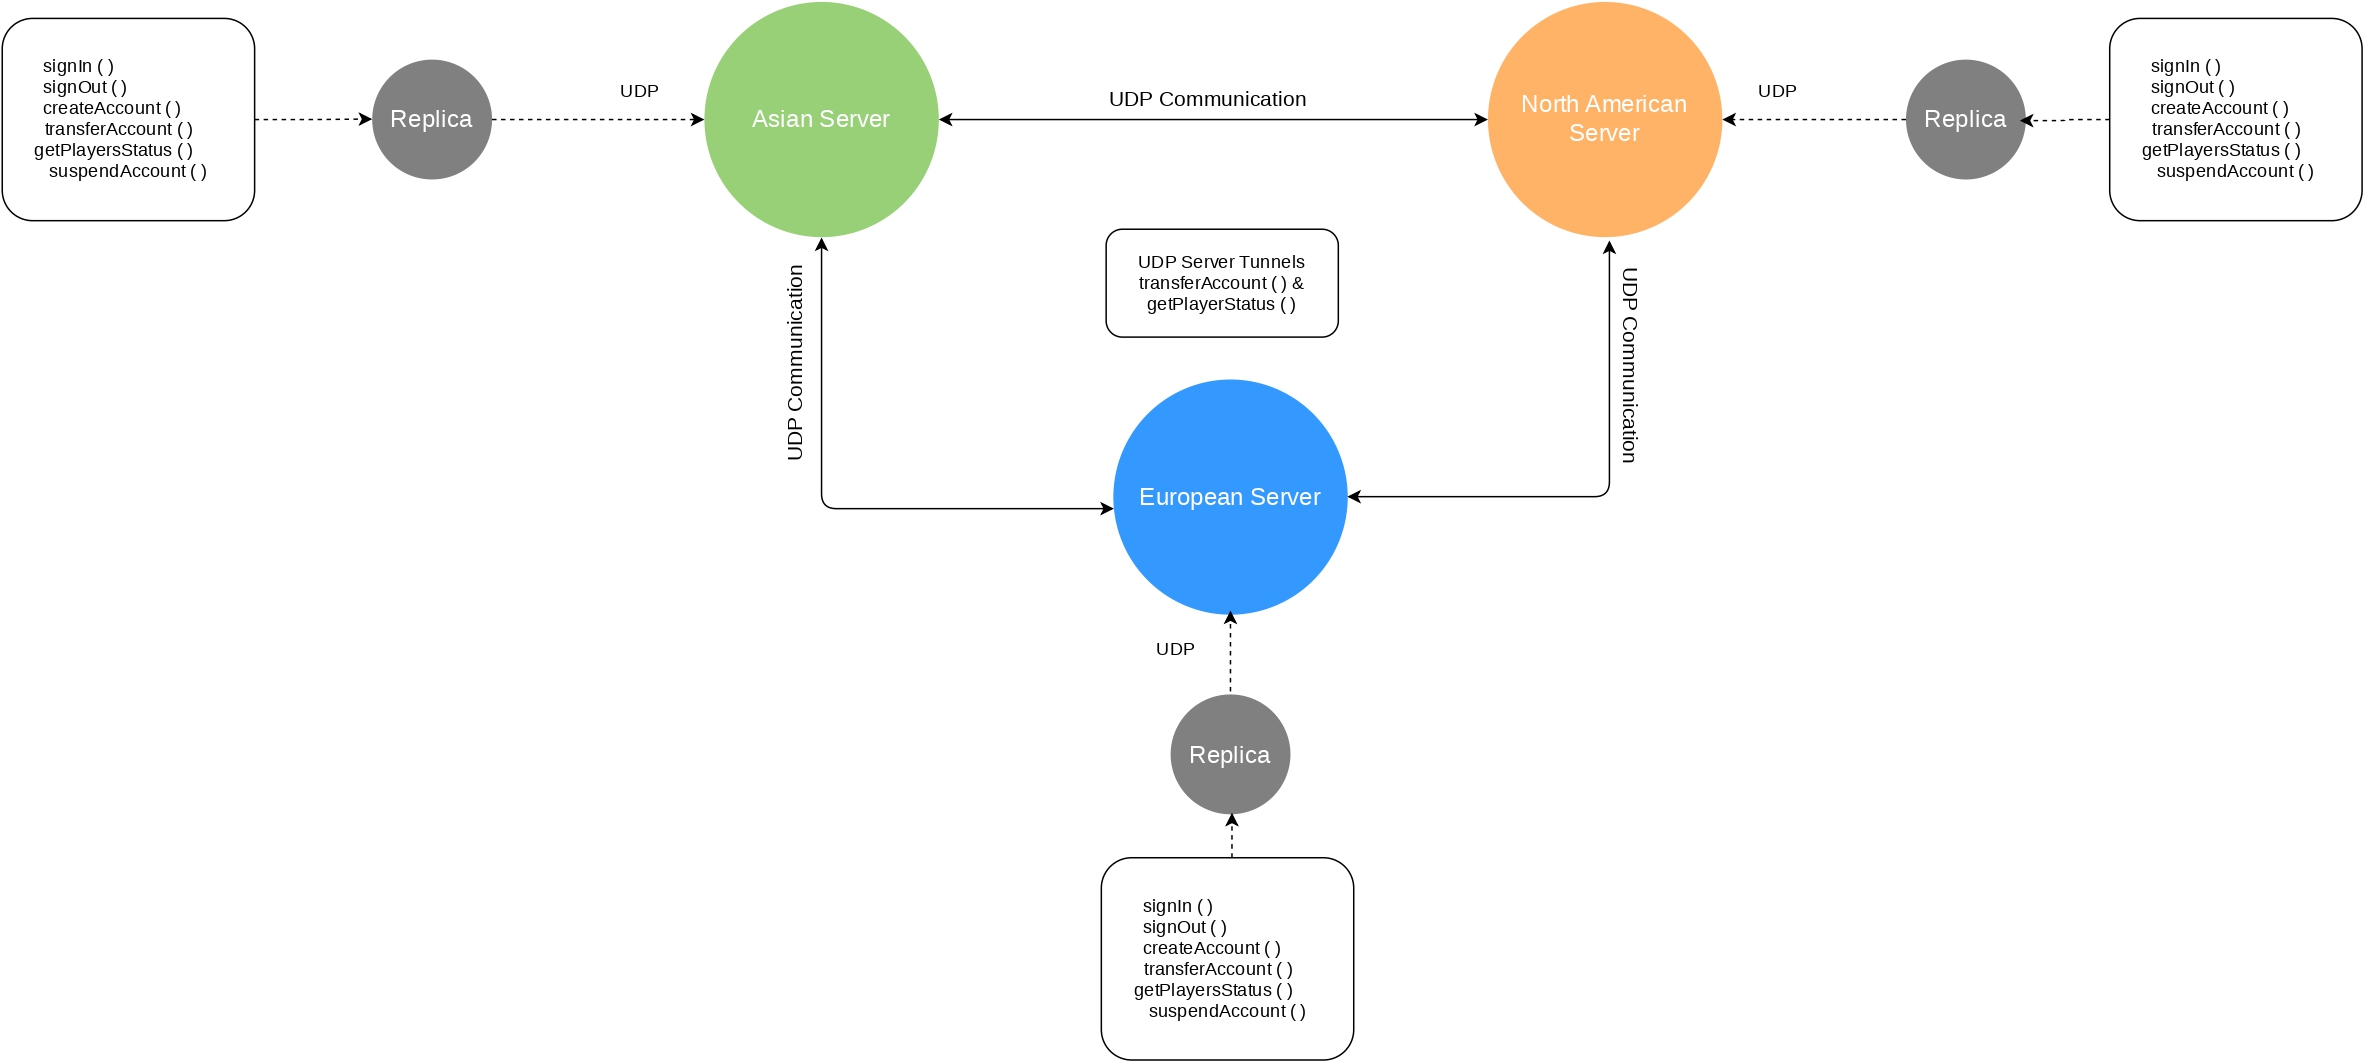 signIn ( )
signOut ( )
createAccount ( )
transferAccount ( )
getPlayersStatus ( )
suspendAccount ( )
Replica
UDP
Asian Server
UDP Communication
North American
Server
UDP
Replica
signIn ( )
signOut ( )
createAccount ( )
transferAccount ( )
getPlayersStatus ( )
suspendAccount ( )
UDP Communication
UDP Server Tunnels
transferAccount ( ) &
getPlayerStatus ( )
UDP Communication
European Server
UDP
Replica
signIn ( )
signOut ( )
createAccount ( )
transferAccount ( )
getPlayersStatus ( )
suspendAccount ( )